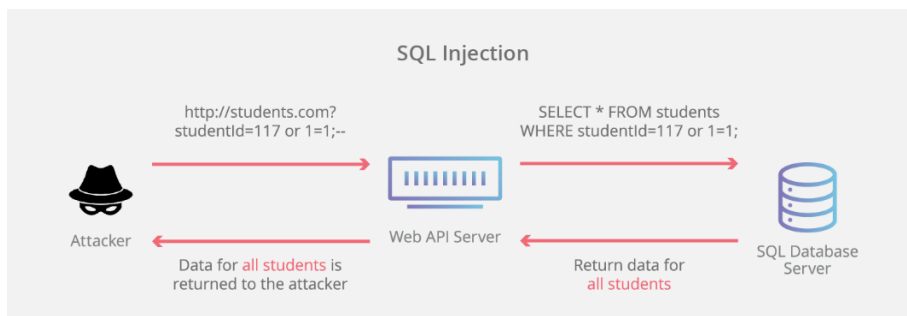 SQL Injection
http://students.com?
studentId=117 or 1=1;--
SELECT * FROM students
WHERE studentId=117 or 1=1;
Attacker
Web API Server
SQL Database
Server
Data for all students is
returned to the attacker
Return data for
all students